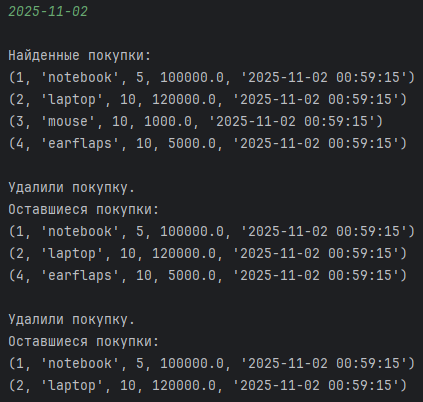 2025-11-02
Найденные покупки:
(1, 'notebook', 5, 100000.0, '2025-11-02 00:59:15')
(2, 'laptop', 10, 120000.0, '2025-11-02 00:59:15')
(3, 'mouse', 10, 1000.0, '2025-11-02 00:59:15')
(4, 'earflaps', 10, 5000.0, '2025-11-02 00:59:15')
Удалили покупку.
Оставшиеся покупки:
(1, 'notebook', 5, 100000.0, '2025-11-02 00:59:15')
(2, 'laptop', 10, 120000.0, '2025-11-02 00:59:15')
(4, 'earflaps', 10, 5000.0, '2025-11-02 00:59:15')
Удалили покупку.
Оставшиеся покупки:
(1, 'notebook', 5, 100000.0, '2025-11-02 00:59:15')
(2, 'laptop', 10, 120000.0, '2025-11-02 00:59:15')